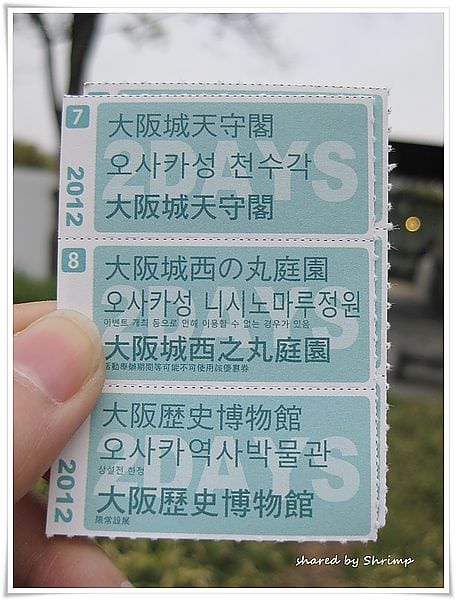 7
2012
2DAYS
大阪城天守閣
오사카성 천수각
大阪城天守閣
8
2DAYS
大阪城西の丸庭園
오사카성 니시노마루정원
이벤트 개최 등으로 인해 이용할 수 없는 경우가 있음
大阪城西之丸庭園
活動舉辦期間等可能不可使用該優惠券
2012
2DAYS
大阪歴史博物館
오사카역사박물관
상설전 한정
大阪歷史博物館
限常設展
shared by Shrimp